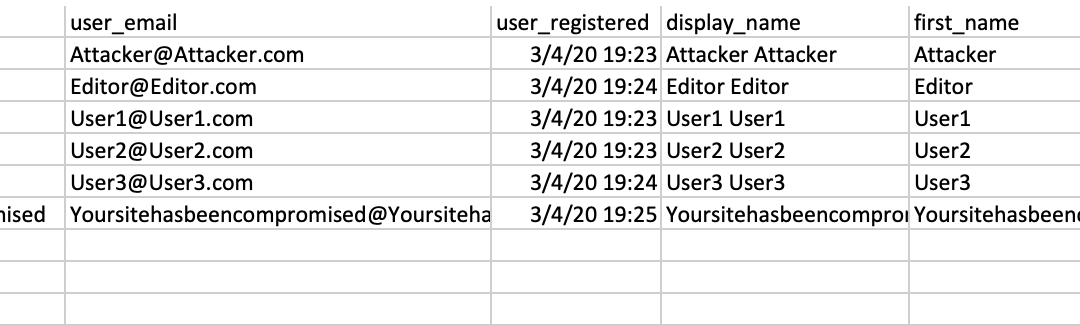 user_email user_registered display_name first_name
Attacker@Attacker.com 3/4/20 19:23 Attacker Attacker Attacker
Editor@Editor.com 3/4/20 19:24 Editor Editor Editor
User1@User1.com 3/4/20 19:23 User1 User1 User1
User2@User2.com 3/4/20 19:23 User2 User2 User2
User3@User3.com 3/4/20 19:24 User3 User3 User3
nised Yoursitehasbeencompromised@Yoursiteha 3/4/20 19:25 Yoursitehasbeencompro Yoursitehasbeen